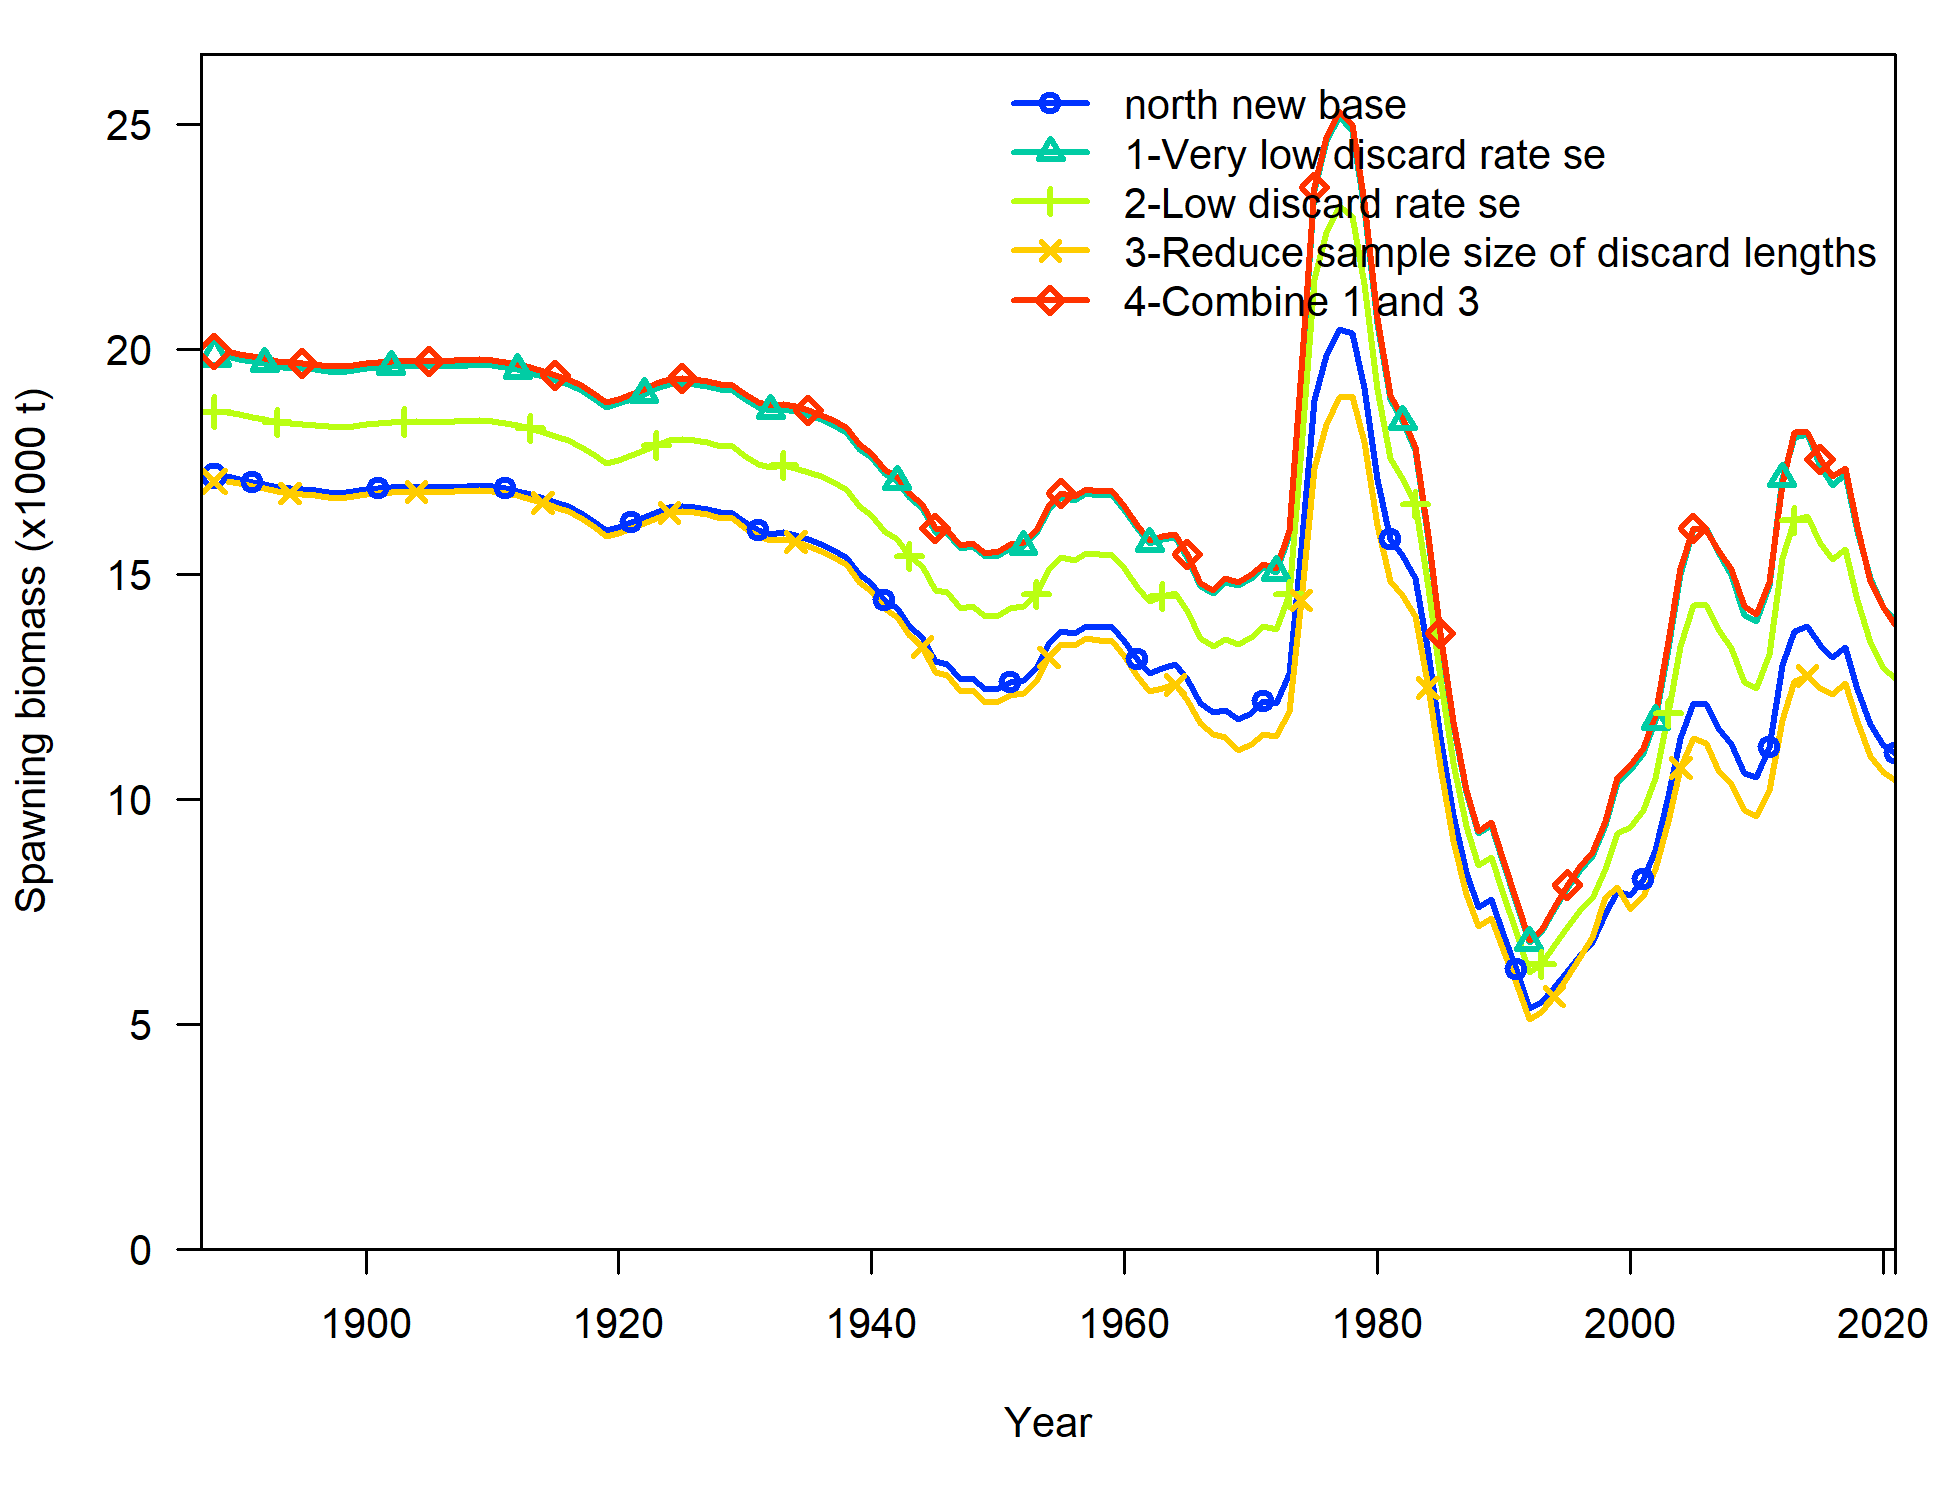 north new base
1-Very low discard rate se
2-Low discard rate se
3-Reduce sample size of discard lengths
4-Combine 1 and 3
Spawning biomass (x1000 t)
25
20
15
10
5
0
1900 1920 1940 1960 1980 2000 2020
Year